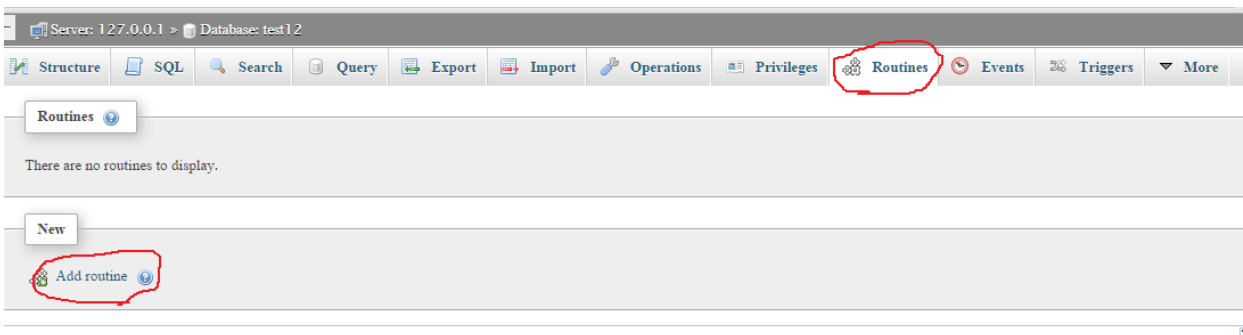 Server: 127.0.0.1 » Database: test12
Structure SQL Search Query Export Import Operations Privileges Routines Events Triggers More
Routines
There are no routines to display.
New
Add routine